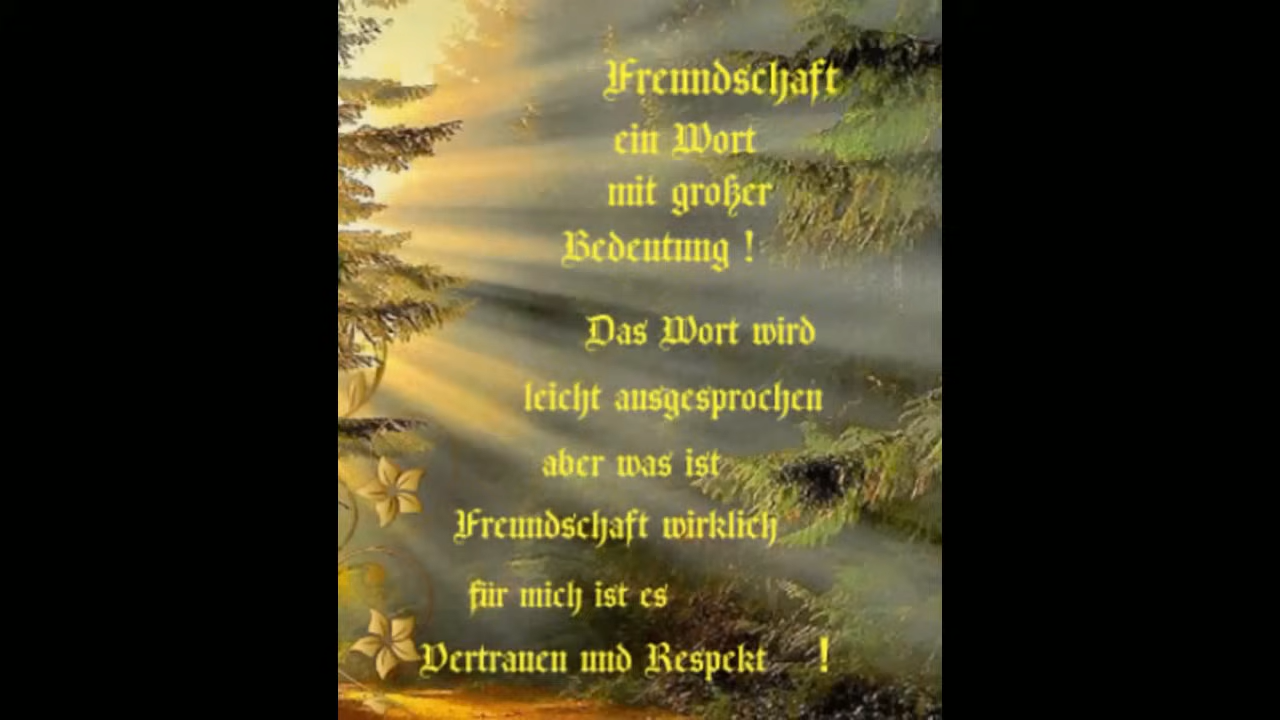 Freundschaft
ein Wort
mit großer
Bedeutung !
Das Wort wird
leicht ausgesprochen
aber was ist
Freundschaft wirklich
für mich ist es
Vertrauen und Respekt !